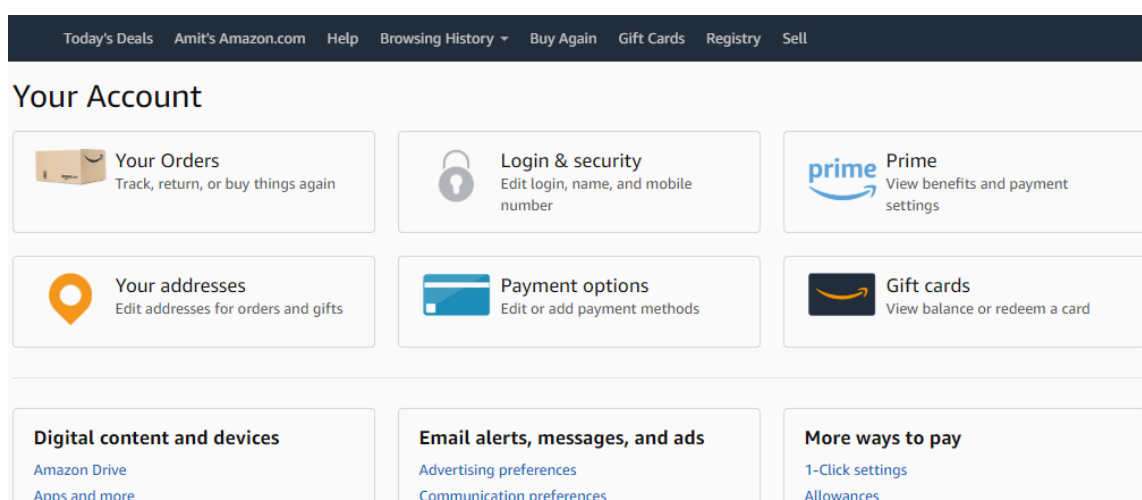 Today's Deals Amit's Amazon.com Help Browsing History Buy Again Gift Cards Registry Sell
Your Account
Your Orders
Track, return, or buy things again
Login & security
Edit login, name, and mobile
number
prime
Prime
View benefits and payment
settings
Your addresses
Edit addresses for orders and gifts
Payment options
Edit or add payment methods
Gift cards
View balance or redeem a card
Digital content and devices
Amazon Drive
Apps and more
Email alerts, messages, and ads
Advertising preferences
Communication preferences
More ways to pay
1-Click settings
Allowances